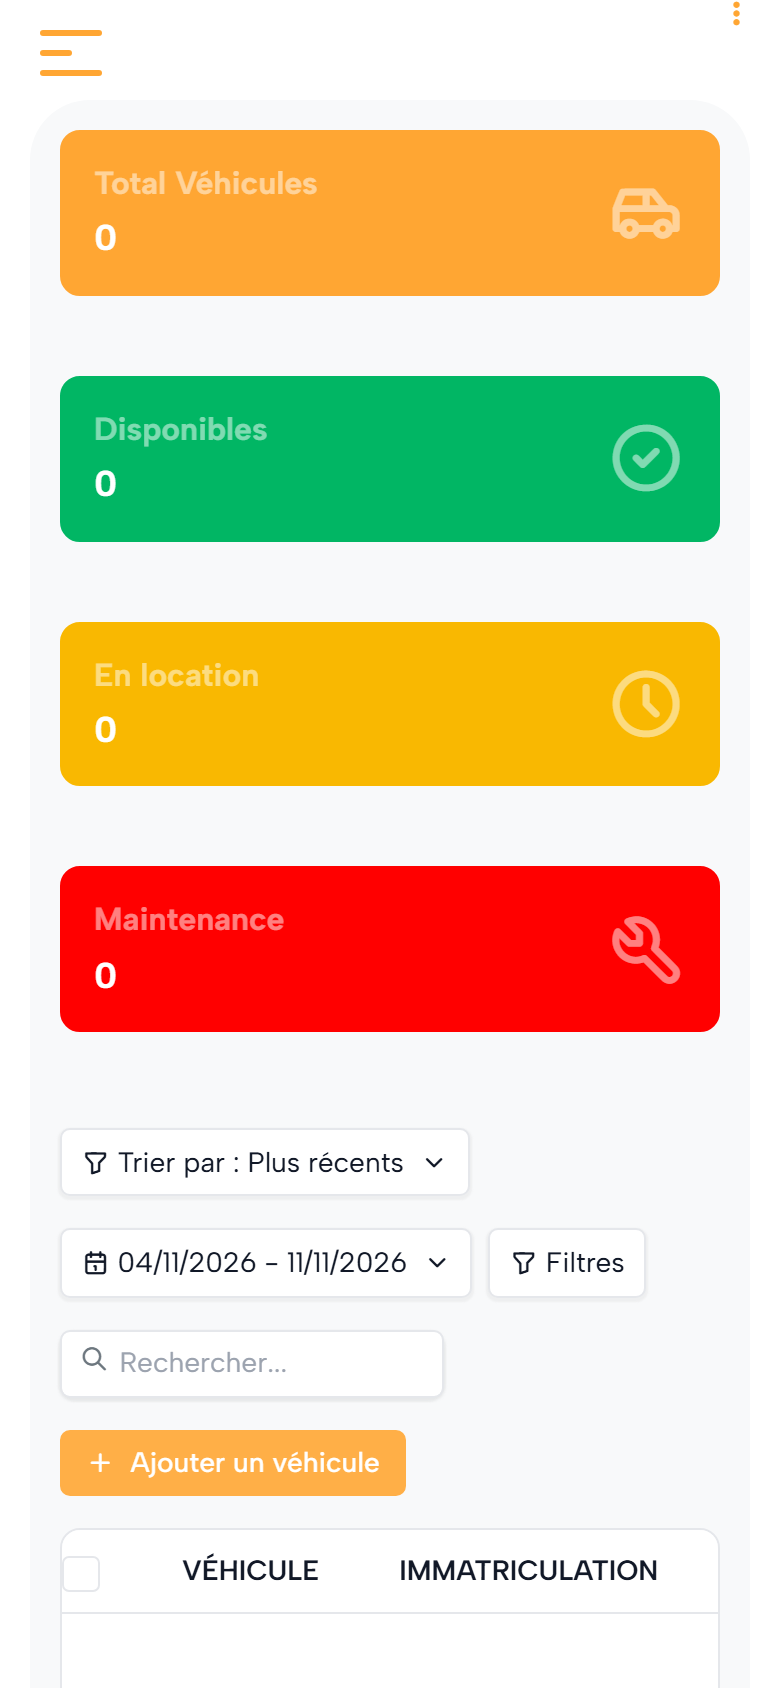 Total Véhicules
0
Disponibles
0
En location
0
Maintenance
0
Trier par : Plus récents
04/11/2026 - 11/11/2026 Filtres
Rechercher...
+ Ajouter un véhicule
VÉHICULE IMMATRICULATION